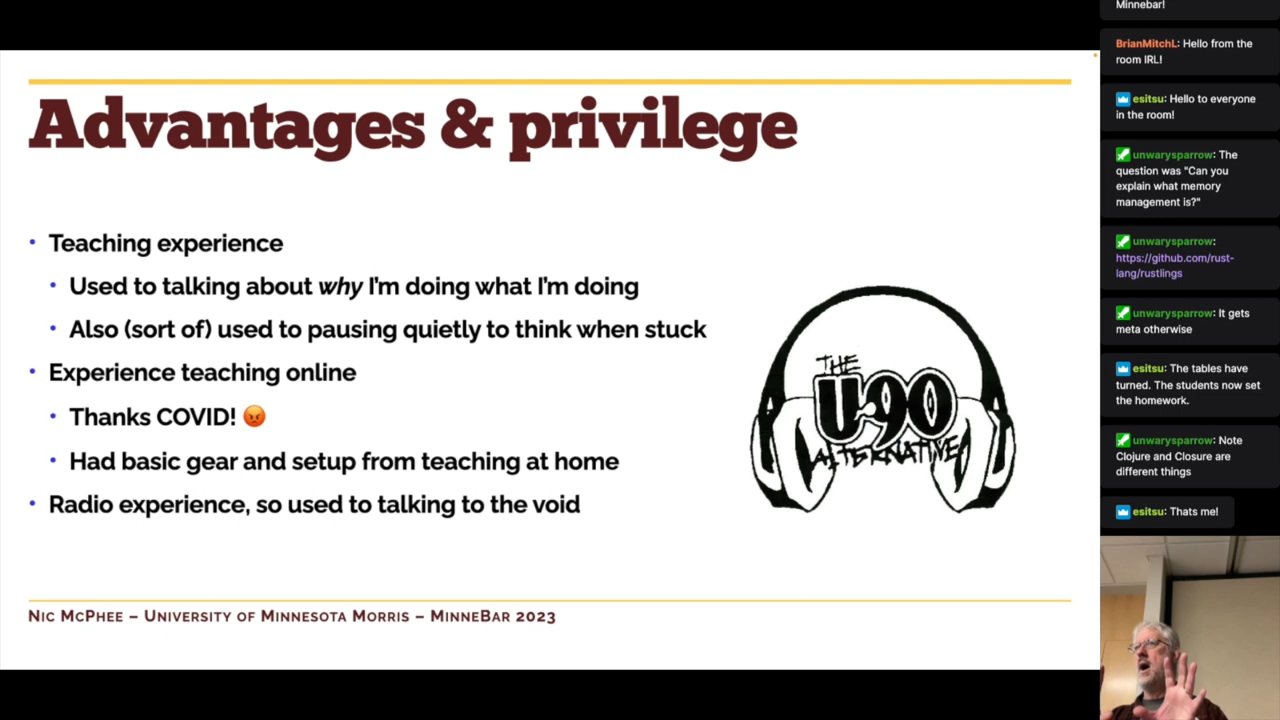 Advantages & privilege
• Teaching experience
• Used to talking about why I'm doing what I'm doing
• Also (sort of) used to pausing quietly to think when stuck
• Experience teaching online
• Thanks COVID! 😡
• Had basic gear and setup from teaching at home
• Radio experience, so used to talking to the void
THE
U-90
ALTERNATIVE
Nic McPhee – University of Minnesota Morris – MinneBar 2023
Minnebar!
BrianMitchL: Hello from the
room IRL!
esitsu: Hello to everyone
in the room!
unwarysparrow: The
question was "Can you
explain what memory
management is?"
unwarysparrow:
https://github.com/rust-
lang/rustlings
unwarysparrow: It gets
meta otherwise
esitsu: The tables have
turned. The students now set
the homework.
unwarysparrow: Note
Clojure and Closure are
different things
esitsu: Thats me!